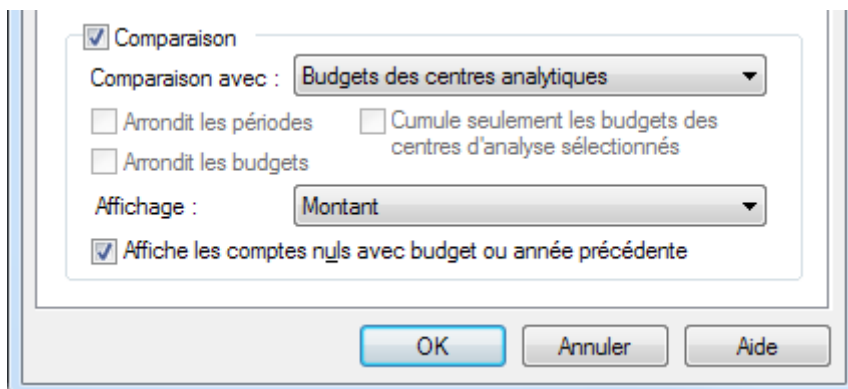 Comparaison
Comparaison avec : Budgets des centres analytiques
Arrondit les périodes Cumule seulement les budgets des
centres d'analyse sélectionnés
Arrondit les budgets
Affichage : Montant
Affiche les comptes nuls avec budget ou année précédente
OK Annuler Aide